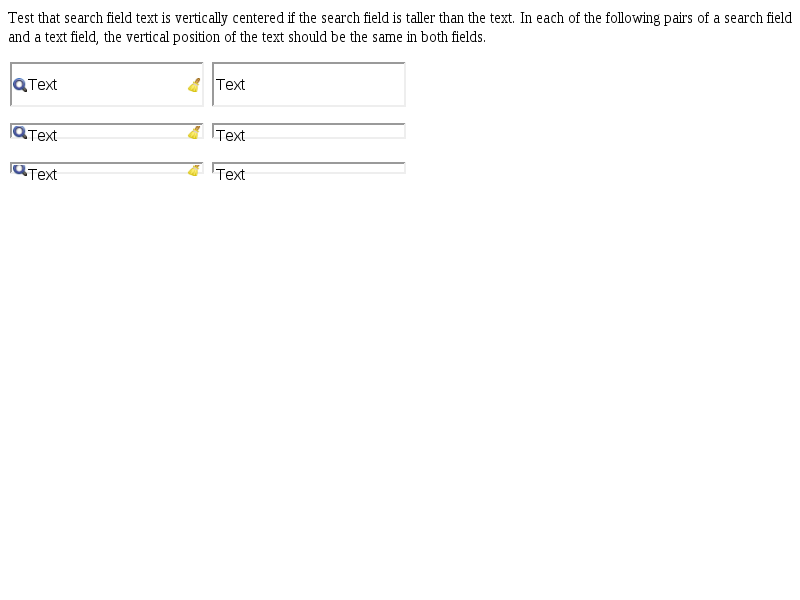 Test that search field text is vertically centered if the search field is taller than the text. In each of the following pairs of a search field
and a text field, the vertical position of the text should be the same in both fields.
Text Text
Text Text
Text Text